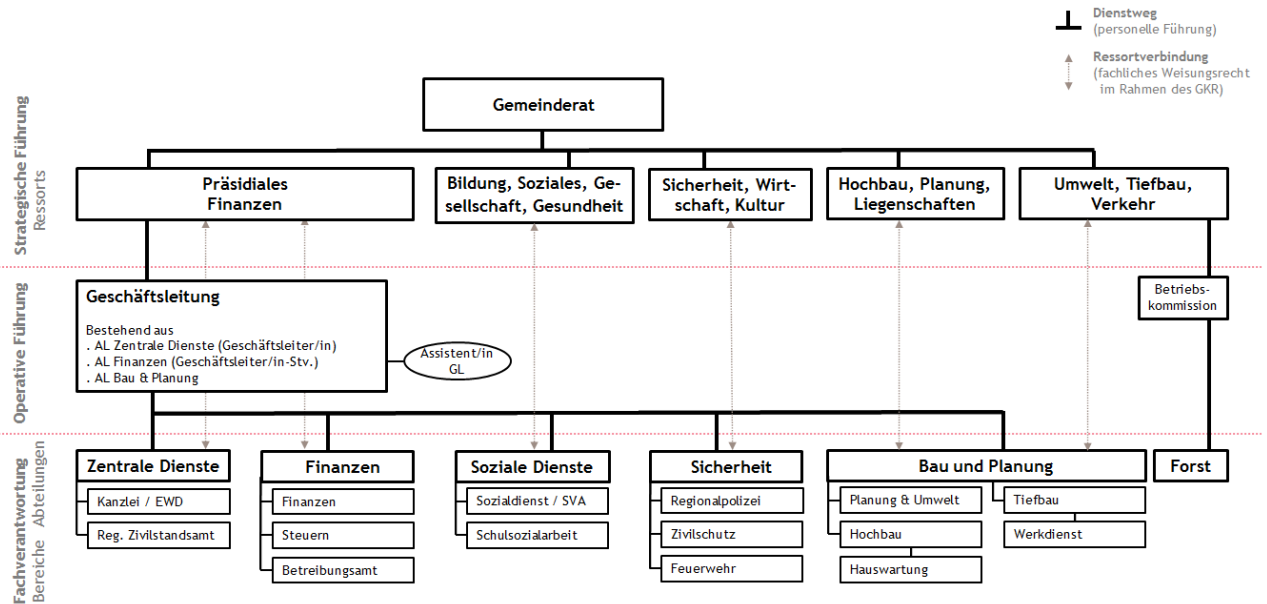 Dienstweg
(personelle Führung)
Ressortverbindung
(fachliches Weisungsrecht
im Rahmen des GKR)
Strategische Führung
Ressorts
Gemeinderat
Präsidiales
Finanzen
Bildung, Soziales, Ge-
sellschaft, Gesundheit
Sicherheit, Wirt-
schaft, Kultur
Hochbau, Planung,
Liegenschaften
Umwelt, Tiefbau,
Verkehr
Operative Führung
Geschäftsleitung
Bestehend aus
. AL Zentrale Dienste (Geschäftsleiter/in)
. AL Finanzen (Geschäftsleiter/in-Stv.)
. AL Bau & Planung
Assistent/in
GL
Betriebs-
kommission
Fachverantwortung
Bereiche Abteilungen
Zentrale Dienste
Kanzlei / EWD
Reg. Zivilstandsamt
Finanzen
Finanzen
Steuern
Betreibungsamt
Soziale Dienste
Sozialdienst / SVA
Schulsozialarbeit
Sicherheit
Regionalpolizei
Zivilschutz
Feuerwehr
Bau und Planung
Planung & Umwelt
Hochbau
Hauswartung
Tiefbau
Werkdienst
Forst